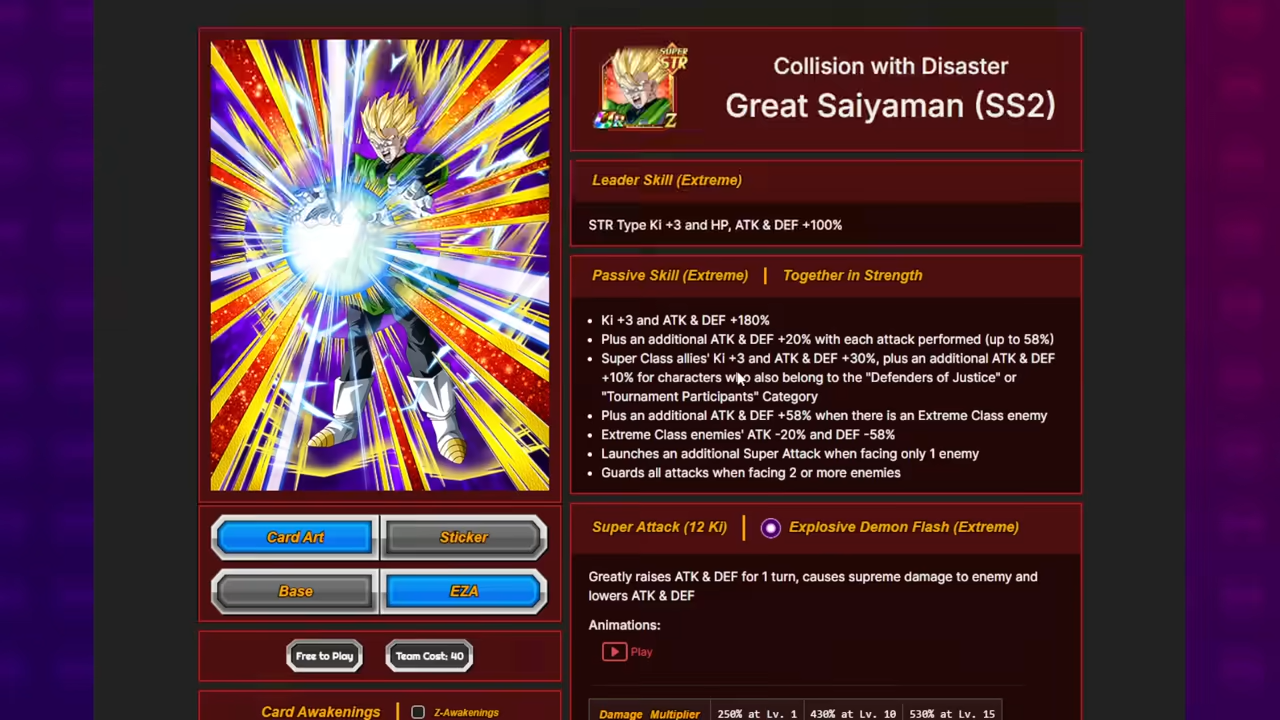 SUPER
STR
UR
Z
Collision with Disaster
Great Saiyaman (SS2)
Leader Skill (Extreme)
STR Type Ki +3 and HP, ATK & DEF +100%
Passive Skill (Extreme) | Together in Strength
• Ki +3 and ATK & DEF +180%
• Plus an additional ATK & DEF +20% with each attack performed (up to 58%)
• Super Class allies' Ki +3 and ATK & DEF +30%, plus an additional ATK & DEF
+10% for characters who also belong to the "Defenders of Justice" or
"Tournament Participants" Category
• Plus an additional ATK & DEF +58% when there is an Extreme Class enemy
• Extreme Class enemies' ATK -20% and DEF -58%
• Launches an additional Super Attack when facing only 1 enemy
• Guards all attacks when facing 2 or more enemies
Super Attack (12 Ki) | Explosive Demon Flash (Extreme)
Greatly raises ATK & DEF for 1 turn, causes supreme damage to enemy and
lowers ATK & DEF
Animations:
Play
Damage Multiplier 250% at Lv. 1 430% at Lv. 10 530% at Lv. 15
Card Art Sticker
Base EZA
Free to Play Team Cost: 40
Card Awakenings | Z-Awakenings